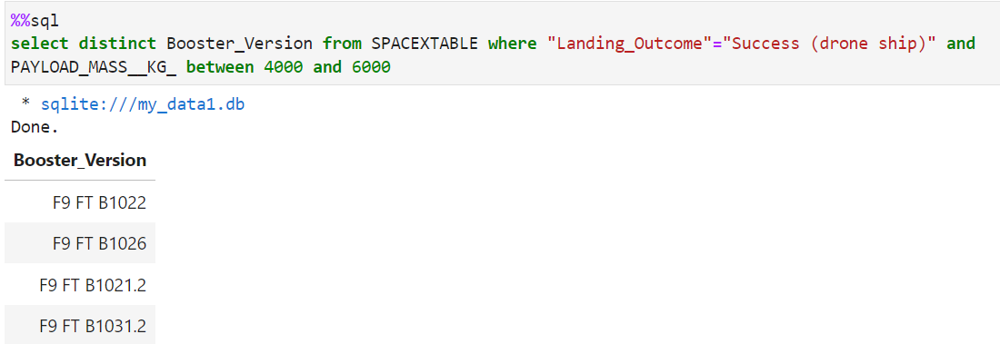 %%sql
select distinct Booster_Version from SPACEXTABLE where "Landing_Outcome"="Success (drone ship)" and
PAYLOAD_MASS__KG_ between 4000 and 6000
* sqlite:///my_data1.db
Done.
Booster_Version
F9 FT B1022
F9 FT B1026
F9 FT B1021.2
F9 FT B1031.2